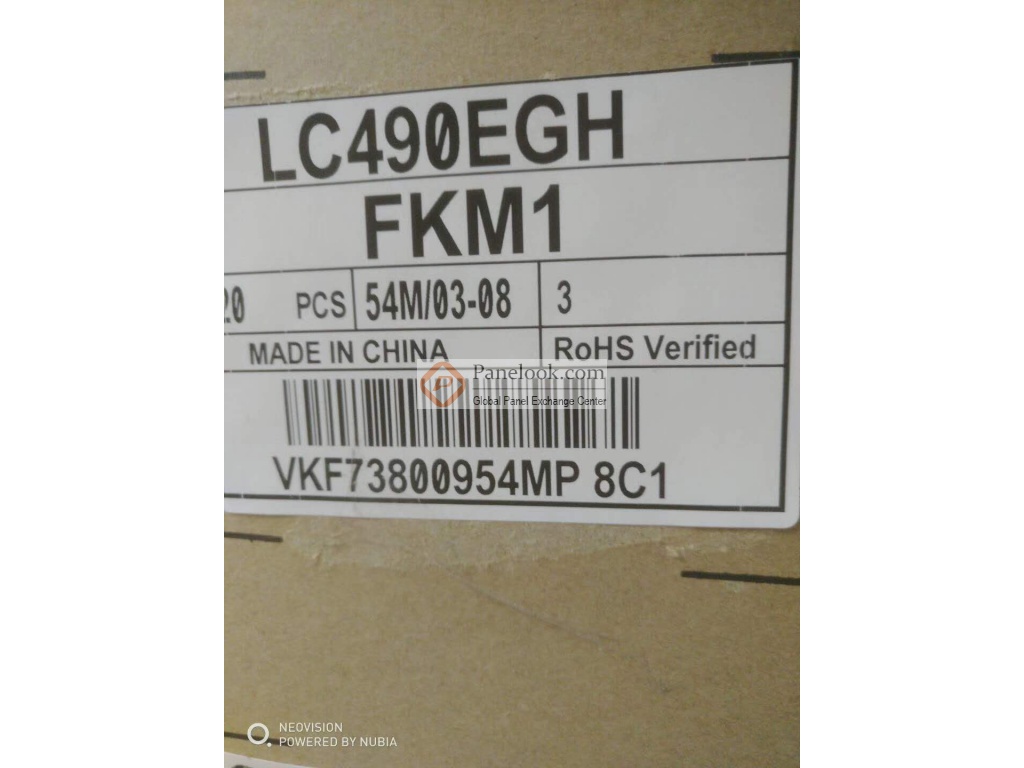 LC490EGH
FKM1
20 PCS 54M/03-08 3
MADE IN CHINA RoHS Verified
Panelook.com
Global Panel Exchange Center
VKF73800954MP 8C1
NEOVISION
POWERED BY NUBIA